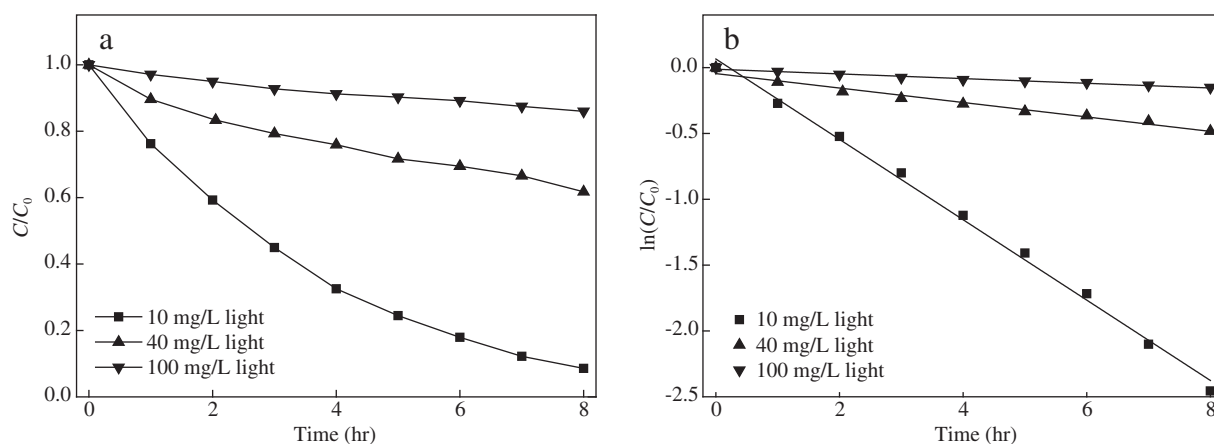 a
C/C0
1.0
0.8
0.6
0.4
0.2
0.0
10 mg/L light
40 mg/L light
100 mg/L light
0 2 4 6 8
Time (hr)
b
ln(C/C0)
0.0
-0.5
-1.0
-1.5
-2.0
-2.5
10 mg/L light
40 mg/L light
100 mg/L light
0 2 4 6 8
Time (hr)